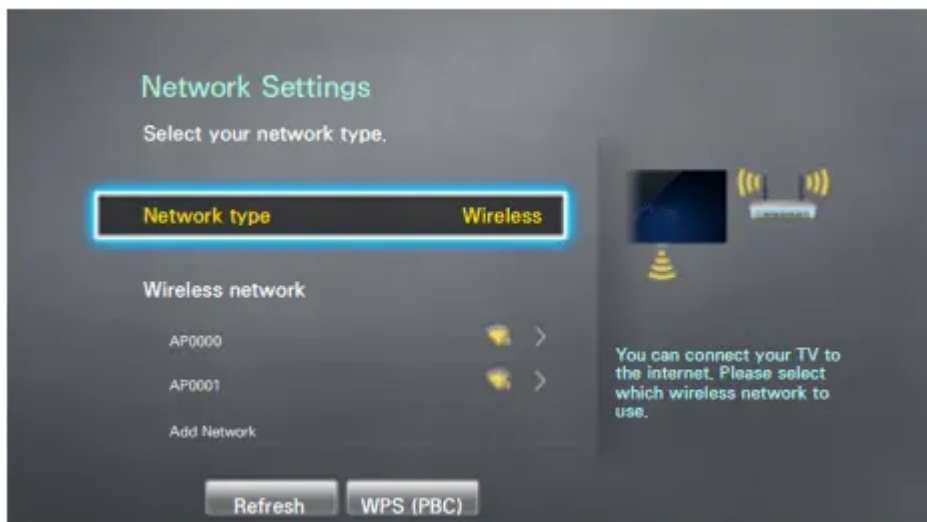 Network Settings
Select your network type.
Network type Wireless
Wireless network
AP0000
AP0001
Add Network
You can connect your TV to
the internet. Please select
which wireless network to
use.
Refresh WPS (PBC)